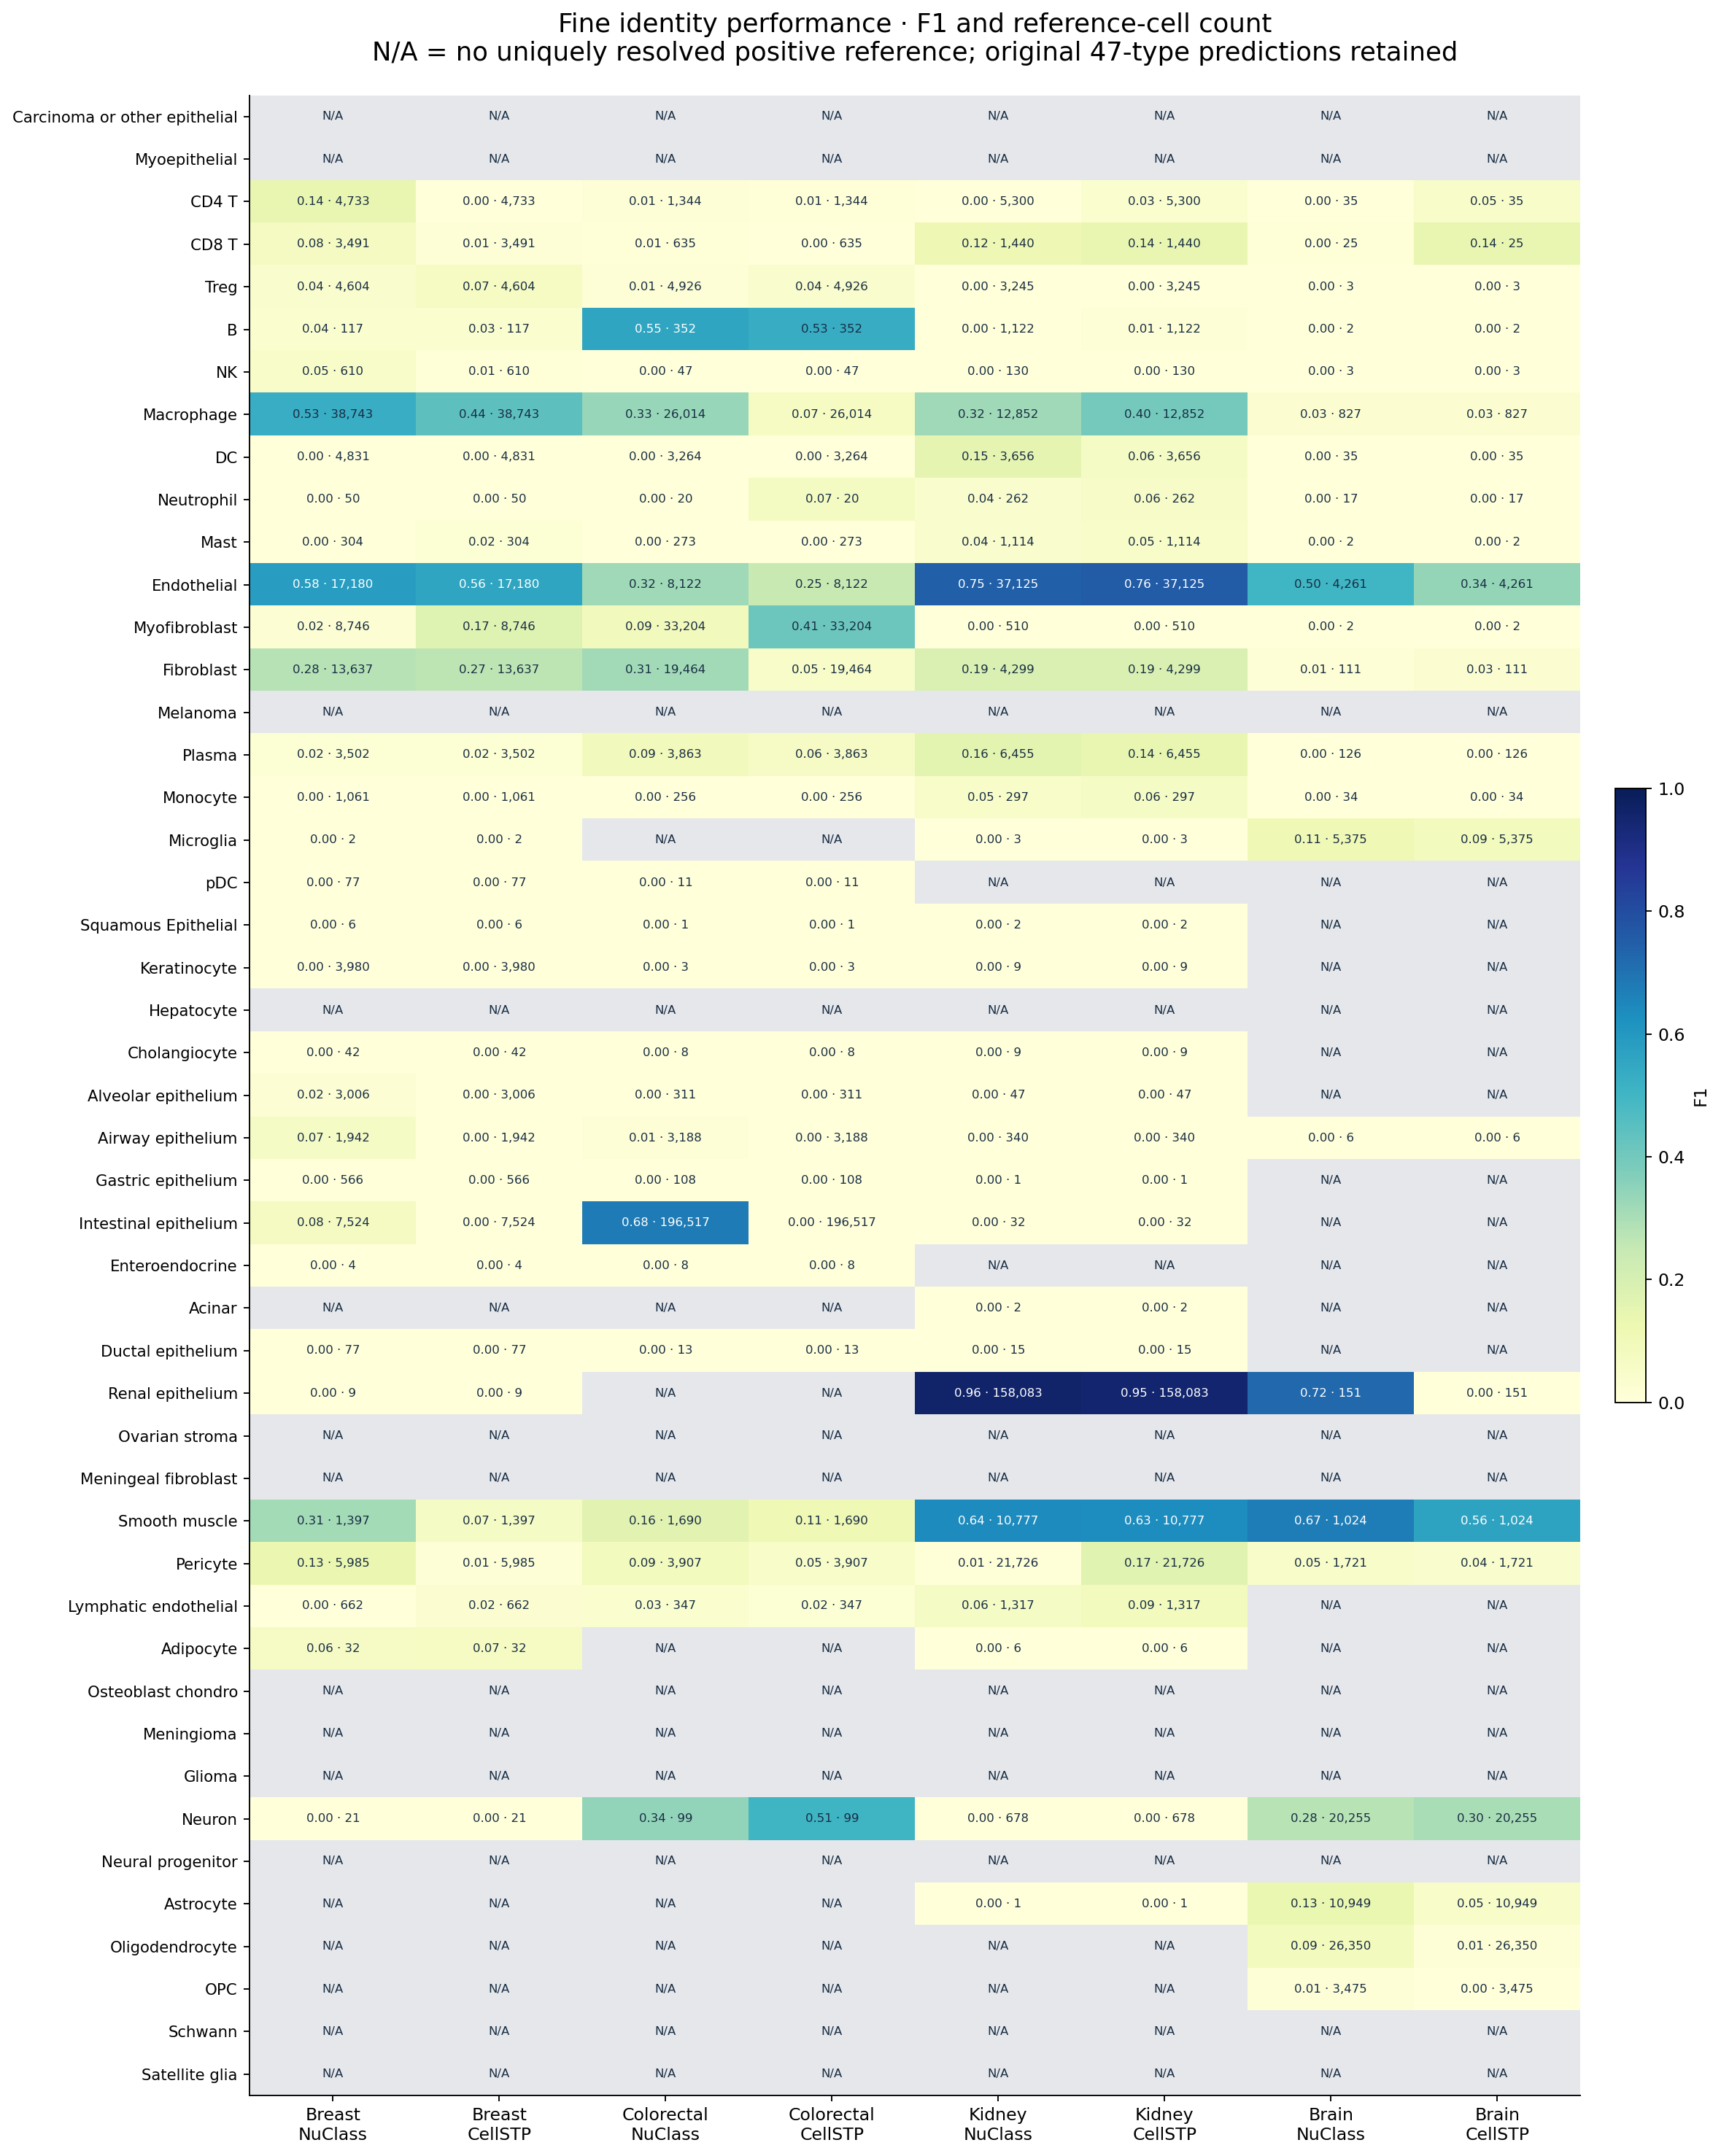 Fine identity performance · F1 and reference-cell count
N/A = no uniquely resolved positive reference; original 47-type predictions retained
Carcinoma or other epithelial N/A N/A N/A N/A N/A N/A N/A N/A
Myoepithelial N/A N/A N/A N/A N/A N/A N/A N/A
CD4 T 0.14 · 4,733 0.00 · 4,733 0.01 · 1,344 0.01 · 1,344 0.00 · 5,300 0.03 · 5,300 0.00 · 35 0.05 · 35
CD8 T 0.08 · 3,491 0.01 · 3,491 0.01 · 635 0.00 · 635 0.12 · 1,440 0.14 · 1,440 0.00 · 25 0.14 · 25
Treg 0.04 · 4,604 0.07 · 4,604 0.01 · 4,926 0.04 · 4,926 0.00 · 3,245 0.00 · 3,245 0.00 · 3 0.00 · 3
B 0.04 · 117 0.03 · 117 0.55 · 352 0.53 · 352 0.00 · 1,122 0.01 · 1,122 0.00 · 2 0.00 · 2
NK 0.05 · 610 0.01 · 610 0.00 · 47 0.00 · 47 0.00 · 130 0.00 · 130 0.00 · 3 0.00 · 3
Macrophage 0.53 · 38,743 0.44 · 38,743 0.33 · 26,014 0.07 · 26,014 0.32 · 12,852 0.40 · 12,852 0.03 · 827 0.03 · 827
DC 0.00 · 4,831 0.00 · 4,831 0.00 · 3,264 0.00 · 3,264 0.15 · 3,656 0.06 · 3,656 0.00 · 35 0.00 · 35
Neutrophil 0.00 · 50 0.00 · 50 0.00 · 20 0.07 · 20 0.04 · 262 0.06 · 262 0.00 · 17 0.00 · 17
Mast 0.00 · 304 0.02 · 304 0.00 · 273 0.00 · 273 0.04 · 1,114 0.05 · 1,114 0.00 · 2 0.00 · 2
Endothelial 0.58 · 17,180 0.56 · 17,180 0.32 · 8,122 0.25 · 8,122 0.75 · 37,125 0.76 · 37,125 0.50 · 4,261 0.34 · 4,261
Myofibroblast 0.02 · 8,746 0.17 · 8,746 0.09 · 33,204 0.41 · 33,204 0.00 · 510 0.00 · 510 0.00 · 2 0.00 · 2
Fibroblast 0.28 · 13,637 0.27 · 13,637 0.31 · 19,464 0.05 · 19,464 0.19 · 4,299 0.19 · 4,299 0.01 · 111 0.03 · 111
Melanoma N/A N/A N/A N/A N/A N/A N/A N/A
Plasma 0.02 · 3,502 0.02 · 3,502 0.09 · 3,863 0.06 · 3,863 0.16 · 6,455 0.14 · 6,455 0.00 · 126 0.00 · 126
Monocyte 0.00 · 1,061 0.00 · 1,061 0.00 · 256 0.00 · 256 0.05 · 297 0.06 · 297 0.00 · 34 0.00 · 34
Microglia 0.00 · 2 0.00 · 2 N/A N/A 0.00 · 3 0.00 · 3 0.11 · 5,375 0.09 · 5,375
pDC 0.00 · 77 0.00 · 77 0.00 · 11 0.00 · 11 N/A N/A N/A N/A
Squamous Epithelial 0.00 · 6 0.00 · 6 0.00 · 1 0.00 · 1 0.00 · 2 0.00 · 2 N/A N/A
Keratinocyte 0.00 · 3,980 0.00 · 3,980 0.00 · 3 0.00 · 3 0.00 · 9 0.00 · 9 N/A N/A
Hepatocyte N/A N/A N/A N/A N/A N/A N/A N/A
Cholangiocyte 0.00 · 42 0.00 · 42 0.00 · 8 0.00 · 8 0.00 · 9 0.00 · 9 N/A N/A
Alveolar epithelium 0.02 · 3,006 0.00 · 3,006 0.00 · 311 0.00 · 311 0.00 · 47 0.00 · 47 N/A N/A
Airway epithelium 0.07 · 1,942 0.00 · 1,942 0.01 · 3,188 0.00 · 3,188 0.00 · 340 0.00 · 340 0.00 · 6 0.00 · 6
Gastric epithelium 0.00 · 566 0.00 · 566 0.00 · 108 0.00 · 108 0.00 · 1 0.00 · 1 N/A N/A
Intestinal epithelium 0.08 · 7,524 0.00 · 7,524 0.68 · 196,517 0.00 · 196,517 0.00 · 32 0.00 · 32 N/A N/A
Enteroendocrine 0.00 · 4 0.00 · 4 0.00 · 8 0.00 · 8 N/A N/A N/A N/A
Acinar N/A N/A N/A N/A 0.00 · 2 0.00 · 2 N/A N/A
Ductal epithelium 0.00 · 77 0.00 · 77 0.00 · 13 0.00 · 13 0.00 · 15 0.00 · 15 N/A N/A
Renal epithelium 0.00 · 9 0.00 · 9 N/A N/A 0.96 · 158,083 0.95 · 158,083 0.72 · 151 0.00 · 151
Ovarian stroma N/A N/A N/A N/A N/A N/A N/A N/A
Meningeal fibroblast N/A N/A N/A N/A N/A N/A N/A N/A
Smooth muscle 0.31 · 1,397 0.07 · 1,397 0.16 · 1,690 0.11 · 1,690 0.64 · 10,777 0.63 · 10,777 0.67 · 1,024 0.56 · 1,024
Pericyte 0.13 · 5,985 0.01 · 5,985 0.09 · 3,907 0.05 · 3,907 0.01 · 21,726 0.17 · 21,726 0.05 · 1,721 0.04 · 1,721
Lymphatic endothelial 0.00 · 662 0.02 · 662 0.03 · 347 0.02 · 347 0.06 · 1,317 0.09 · 1,317 N/A N/A
Adipocyte 0.06 · 32 0.07 · 32 N/A N/A 0.00 · 6 0.00 · 6 N/A N/A
Osteoblast chondro N/A N/A N/A N/A N/A N/A N/A N/A
Meningioma N/A N/A N/A N/A N/A N/A N/A N/A
Glioma N/A N/A N/A N/A N/A N/A N/A N/A
Neuron 0.00 · 21 0.00 · 21 0.34 · 99 0.51 · 99 0.00 · 678 0.00 · 678 0.28 · 20,255 0.30 · 20,255
Neural progenitor N/A N/A N/A N/A N/A N/A N/A N/A
Astrocyte N/A N/A N/A N/A 0.00 · 1 0.00 · 1 0.13 · 10,949 0.05 · 10,949
Oligodendrocyte N/A N/A N/A N/A N/A N/A 0.09 · 26,350 0.01 · 26,350
OPC N/A N/A N/A N/A N/A N/A 0.01 · 3,475 0.00 · 3,475
Schwann N/A N/A N/A N/A N/A N/A N/A N/A
Satellite glia N/A N/A N/A N/A N/A N/A N/A N/A
Breast Breast Colorectal Colorectal Kidney Kidney Brain Brain
NuClass CellSTP NuClass CellSTP NuClass CellSTP NuClass CellSTP
1.0
0.8
0.6
0.4
0.2
0.0
F1